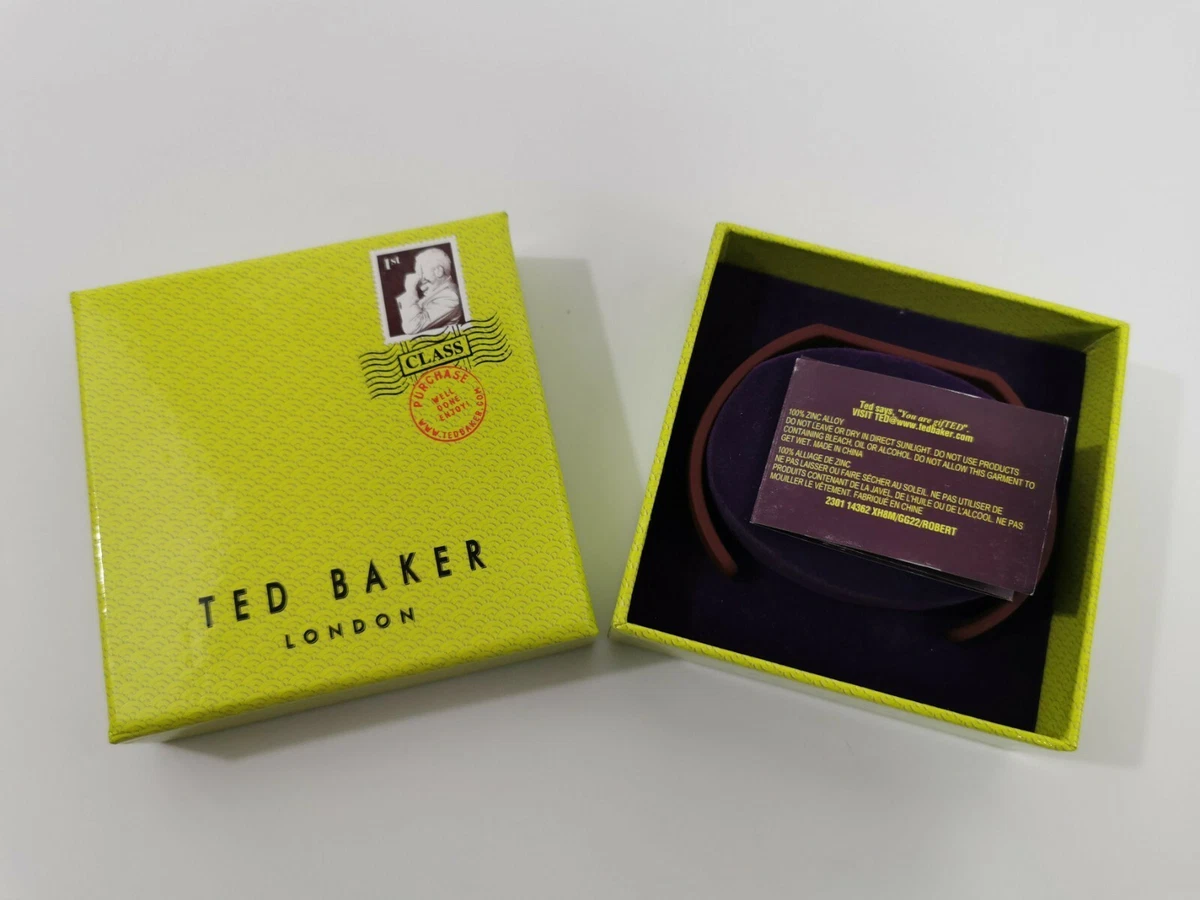 1ST
CLASS
PURCHASE
WELL
DONE
ENJOY!
WWW.TEDBAKER.COM
TED BAKER
LONDON
Ted says, "You are gifTED".
VISIT TED@www.tedbaker.com
100% ZINC ALLOY
DO NOT LEAVE OR DRY IN DIRECT SUNLIGHT. DO NOT USE PRODUCTS
CONTAINING BLEACH, OIL OR ALCOHOL. DO NOT ALLOW THIS GARMENT TO
GET WET. MADE IN CHINA
100% ALLIAGE DE ZINC
NE PAS LAISSER OU FAIRE SÉCHER AU SOLEIL. NE PAS UTILISER DE
PRODUITS CONTENANT DE LA JAVEL, DE L'HUILE OU DE L'ALCOOL. NE PAS
MOUILLER LE VÊTEMENT. FABRIQUÉ EN CHINE
2301 14362 XH8M/GG22/ROBERT